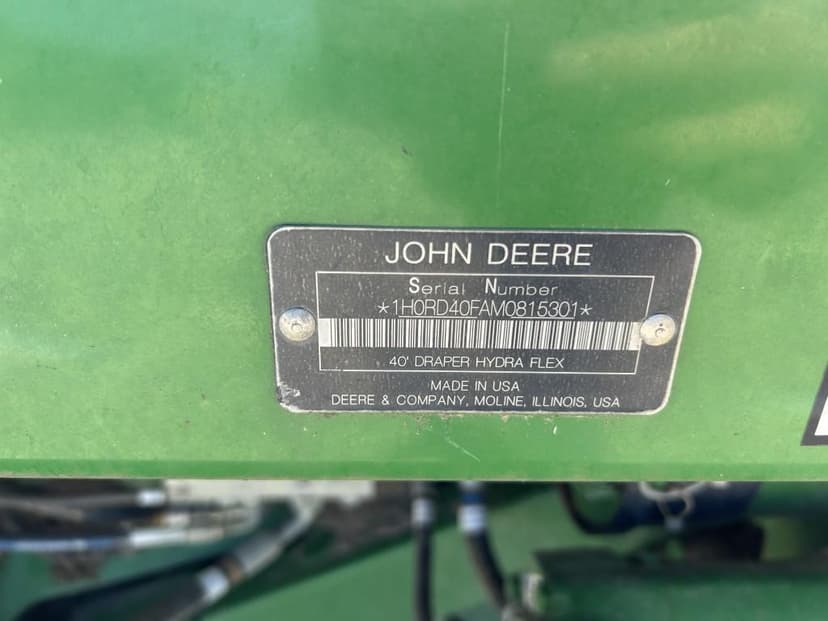 JOHN DEERE
Serial Number
*1H0RD40FAM0815301*
40' DRAPER HYDRA FLEX
MADE IN USA
DEERE & COMPANY, MOLINE, ILLINOIS, USA